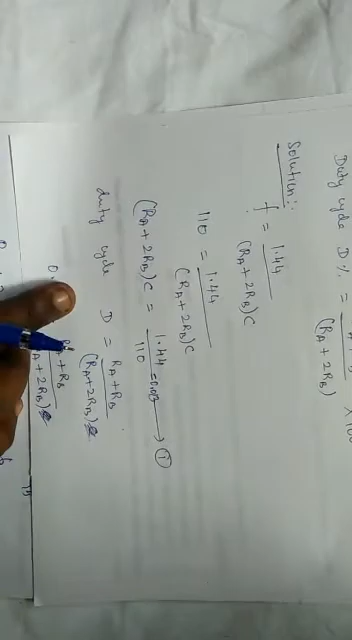 Duty cycle D % = (RA + 2RB) × 100
Solution:-
f = 1.44 / (RA + 2RB)C
110 = 1.44 / (RA + 2RB)C
(RA + 2RB)C = 1.44 / 110 = 0.013 → ①
duty cycle D = RA + RB / (RA + 2RB)
0. + RB / A + 2RB)